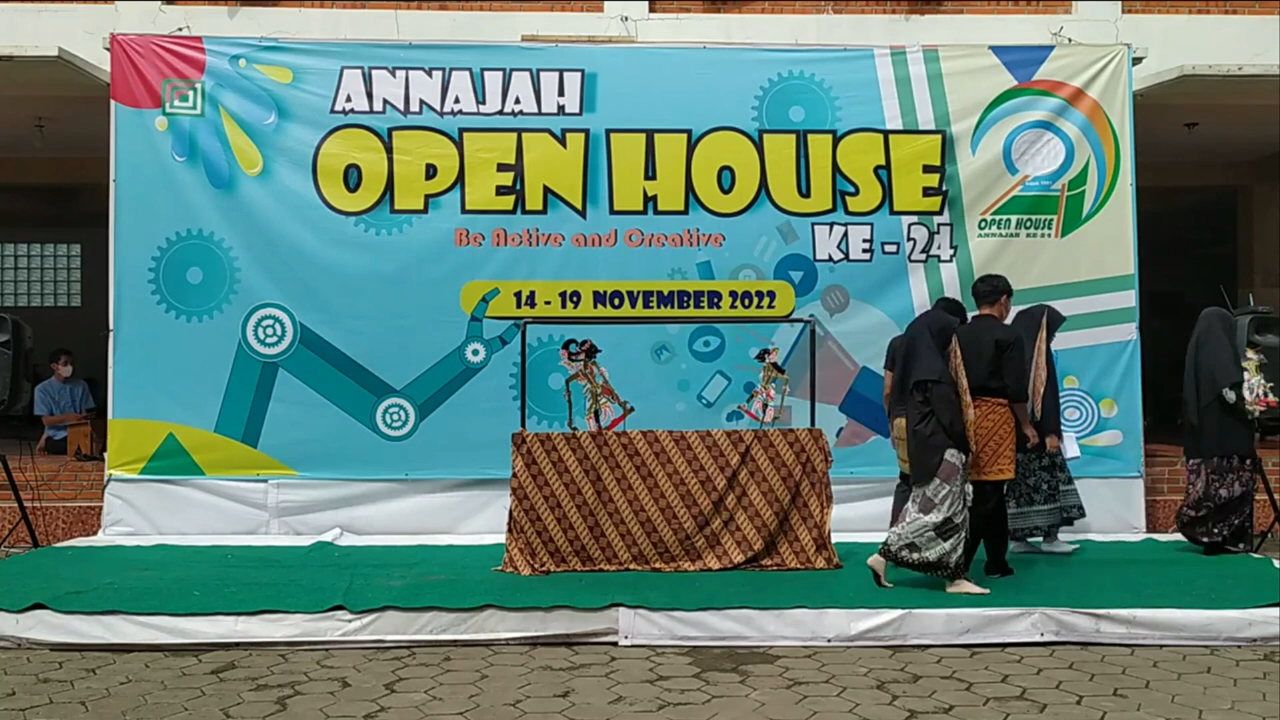 ANNAJAH
OPEN HOUSE
Be Active and Creative
KE - 24
14 - 19 NOVEMBER 2022
OPEN HOUSE
ANNAJAH KE-24